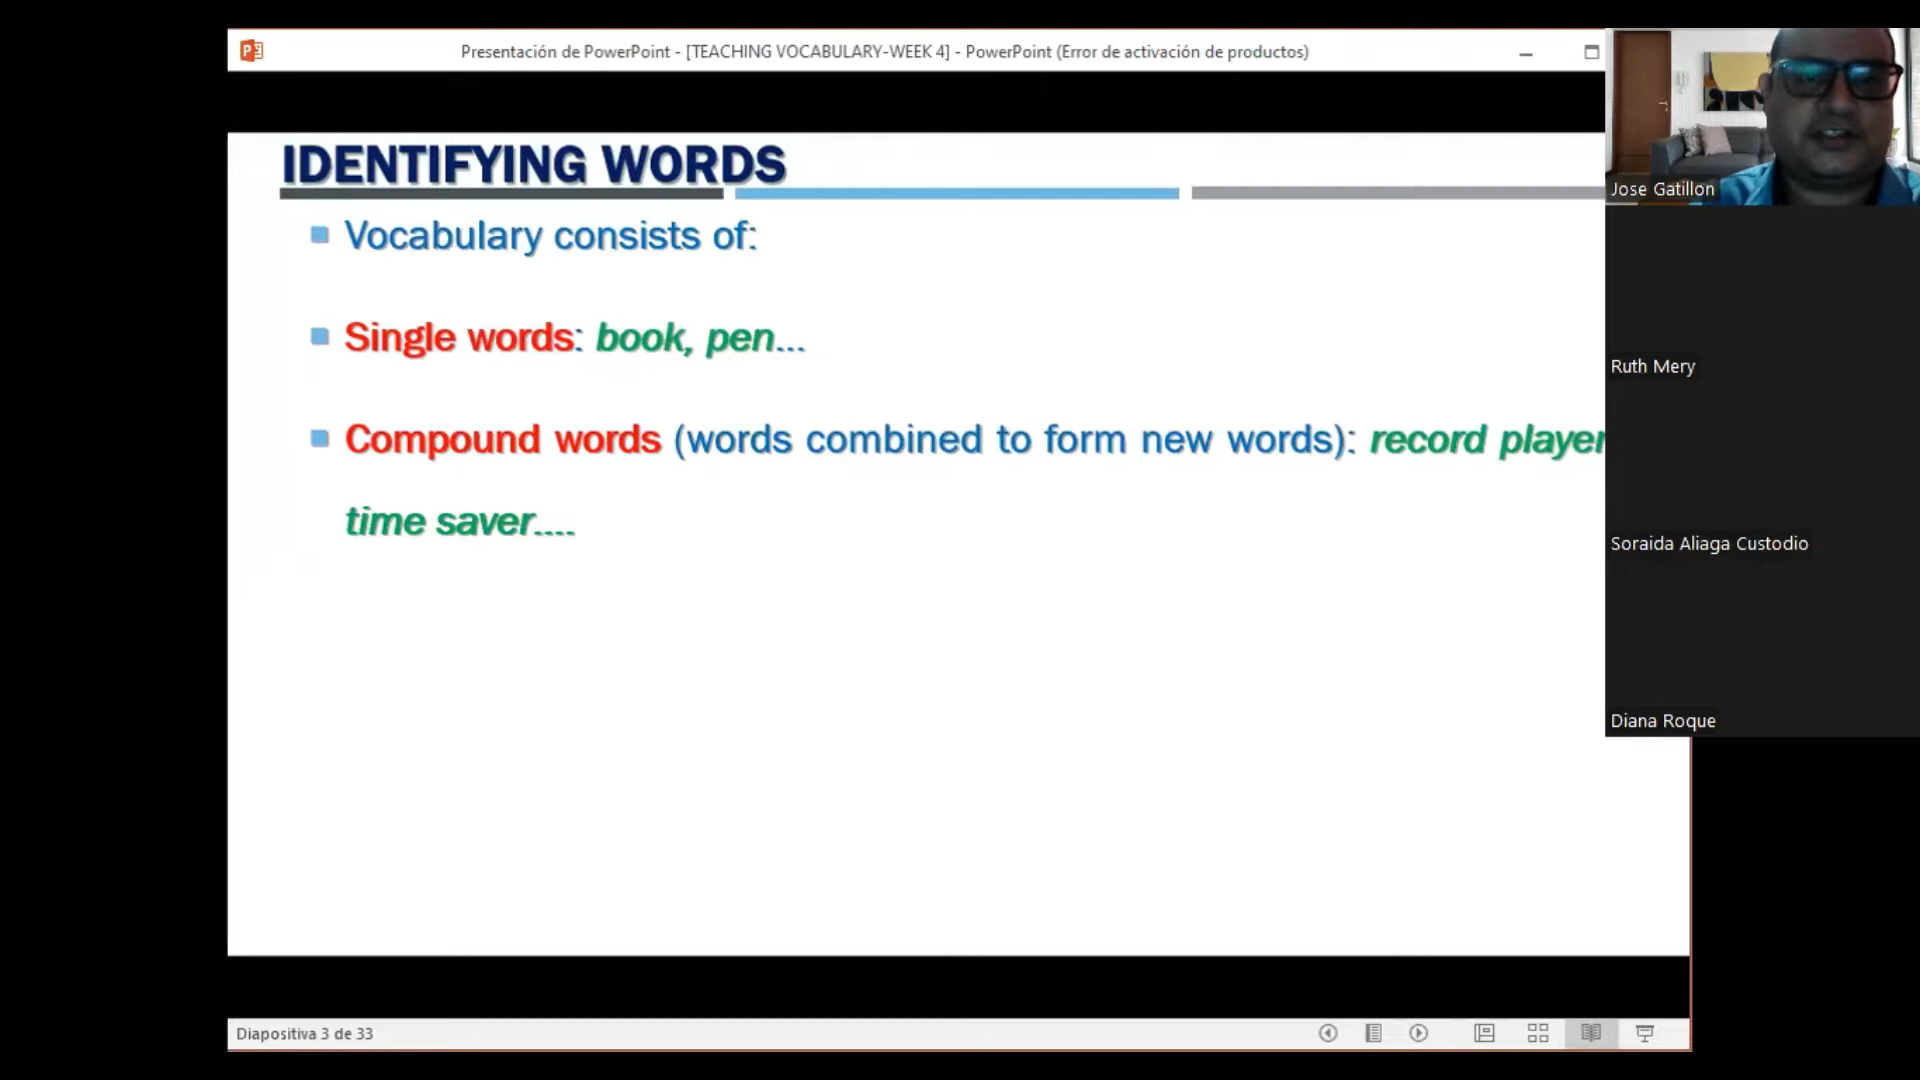 Presentación de PowerPoint - [TEACHING VOCABULARY-WEEK 4] - PowerPoint (Error de activación de productos)
IDENTIFYING WORDS
Vocabulary consists of:
Single words: book, pen...
Compound words (words combined to form new words): record player
time saver....
Jose Gatillon
Ruth Mery
Soraida Aliaga Custodio
Diana Roque
Diapositiva 3 de 33